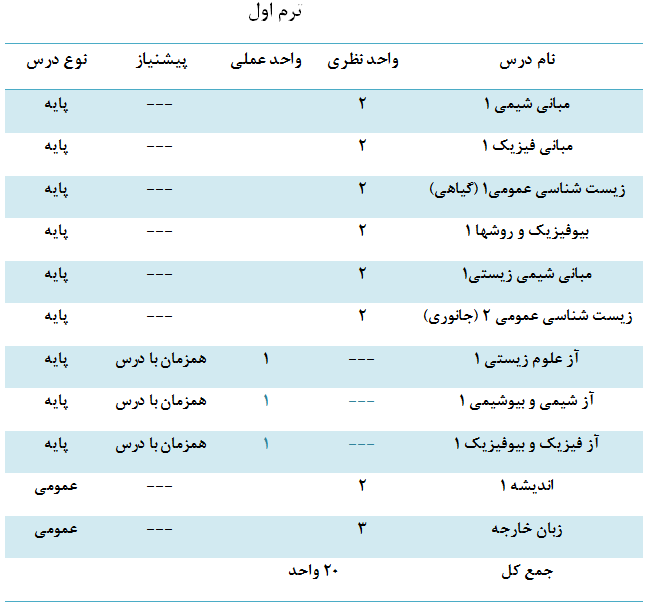 ترم اول
نام درس واحد نظری واحد عملی پیشنیاز نوع درس
مبانی شیمی ۱ ۲ --- پایه
مبانی فیزیک ۱ ۲ --- پایه
زیست شناسی عمومی۱ (گیاهی) ۲ --- پایه
بیوفیزیک و روشها ۱ ۲ --- پایه
مبانی شیمی زیستی۱ ۲ --- پایه
زیست شناسی عمومی ۲ (جانوری) ۲ --- پایه
آز علوم زیستی ۱ --- ۱ همزمان با درس پایه
آز شیمی و بیوشیمی ۱ --- ۱ همزمان با درس پایه
آز فیزیک و بیوفیزیک ۱ --- ۱ همزمان با درس پایه
اندیشه ۱ ۲ --- عمومی
زبان خارجه ۳ --- عمومی
جمع کل ۲۰ واحد